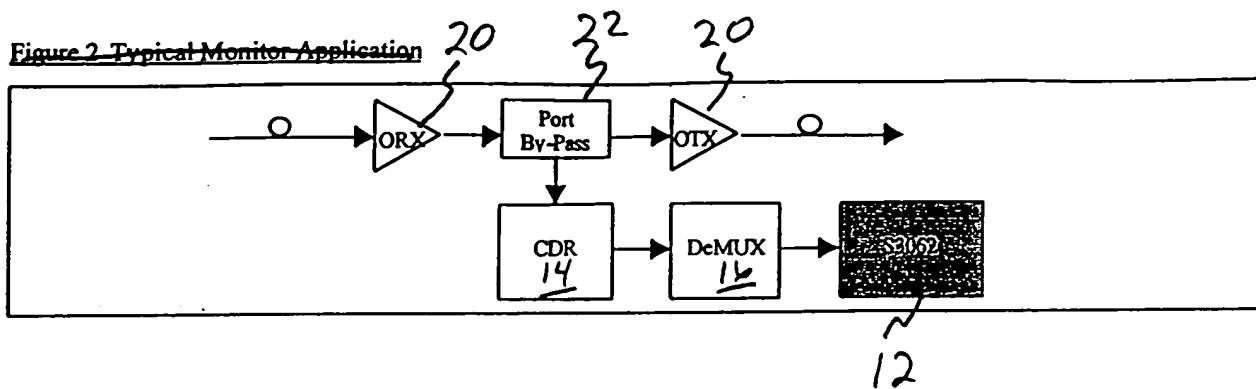 Figure 2 Typical Monitor Application
20
22
20
ORX
Port
By-Pass
OTX
CDR
14
DeMUX
16
S3062
12